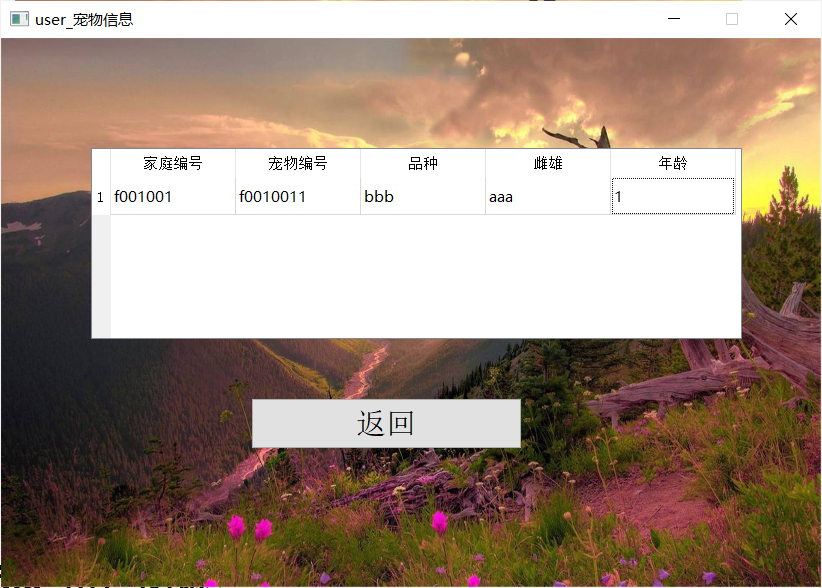 user_宠物信息
家庭编号 宠物编号 品种 雌雄 年龄
1 f001001 f0010011 bbb aaa 1
返回